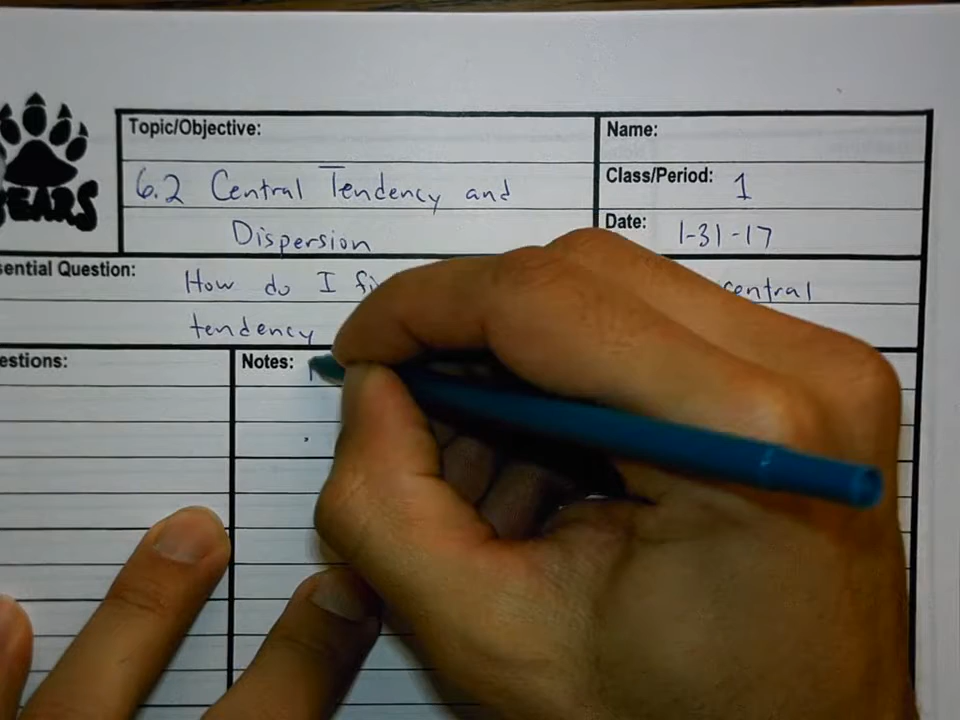 Topic/Objective:
6.2 Central Tendency and
Dispersion
Name:
Class/Period: 1
Date: 1-31-17
BEARS
sential Question: How do I fi central
tendency
estions:
Notes: